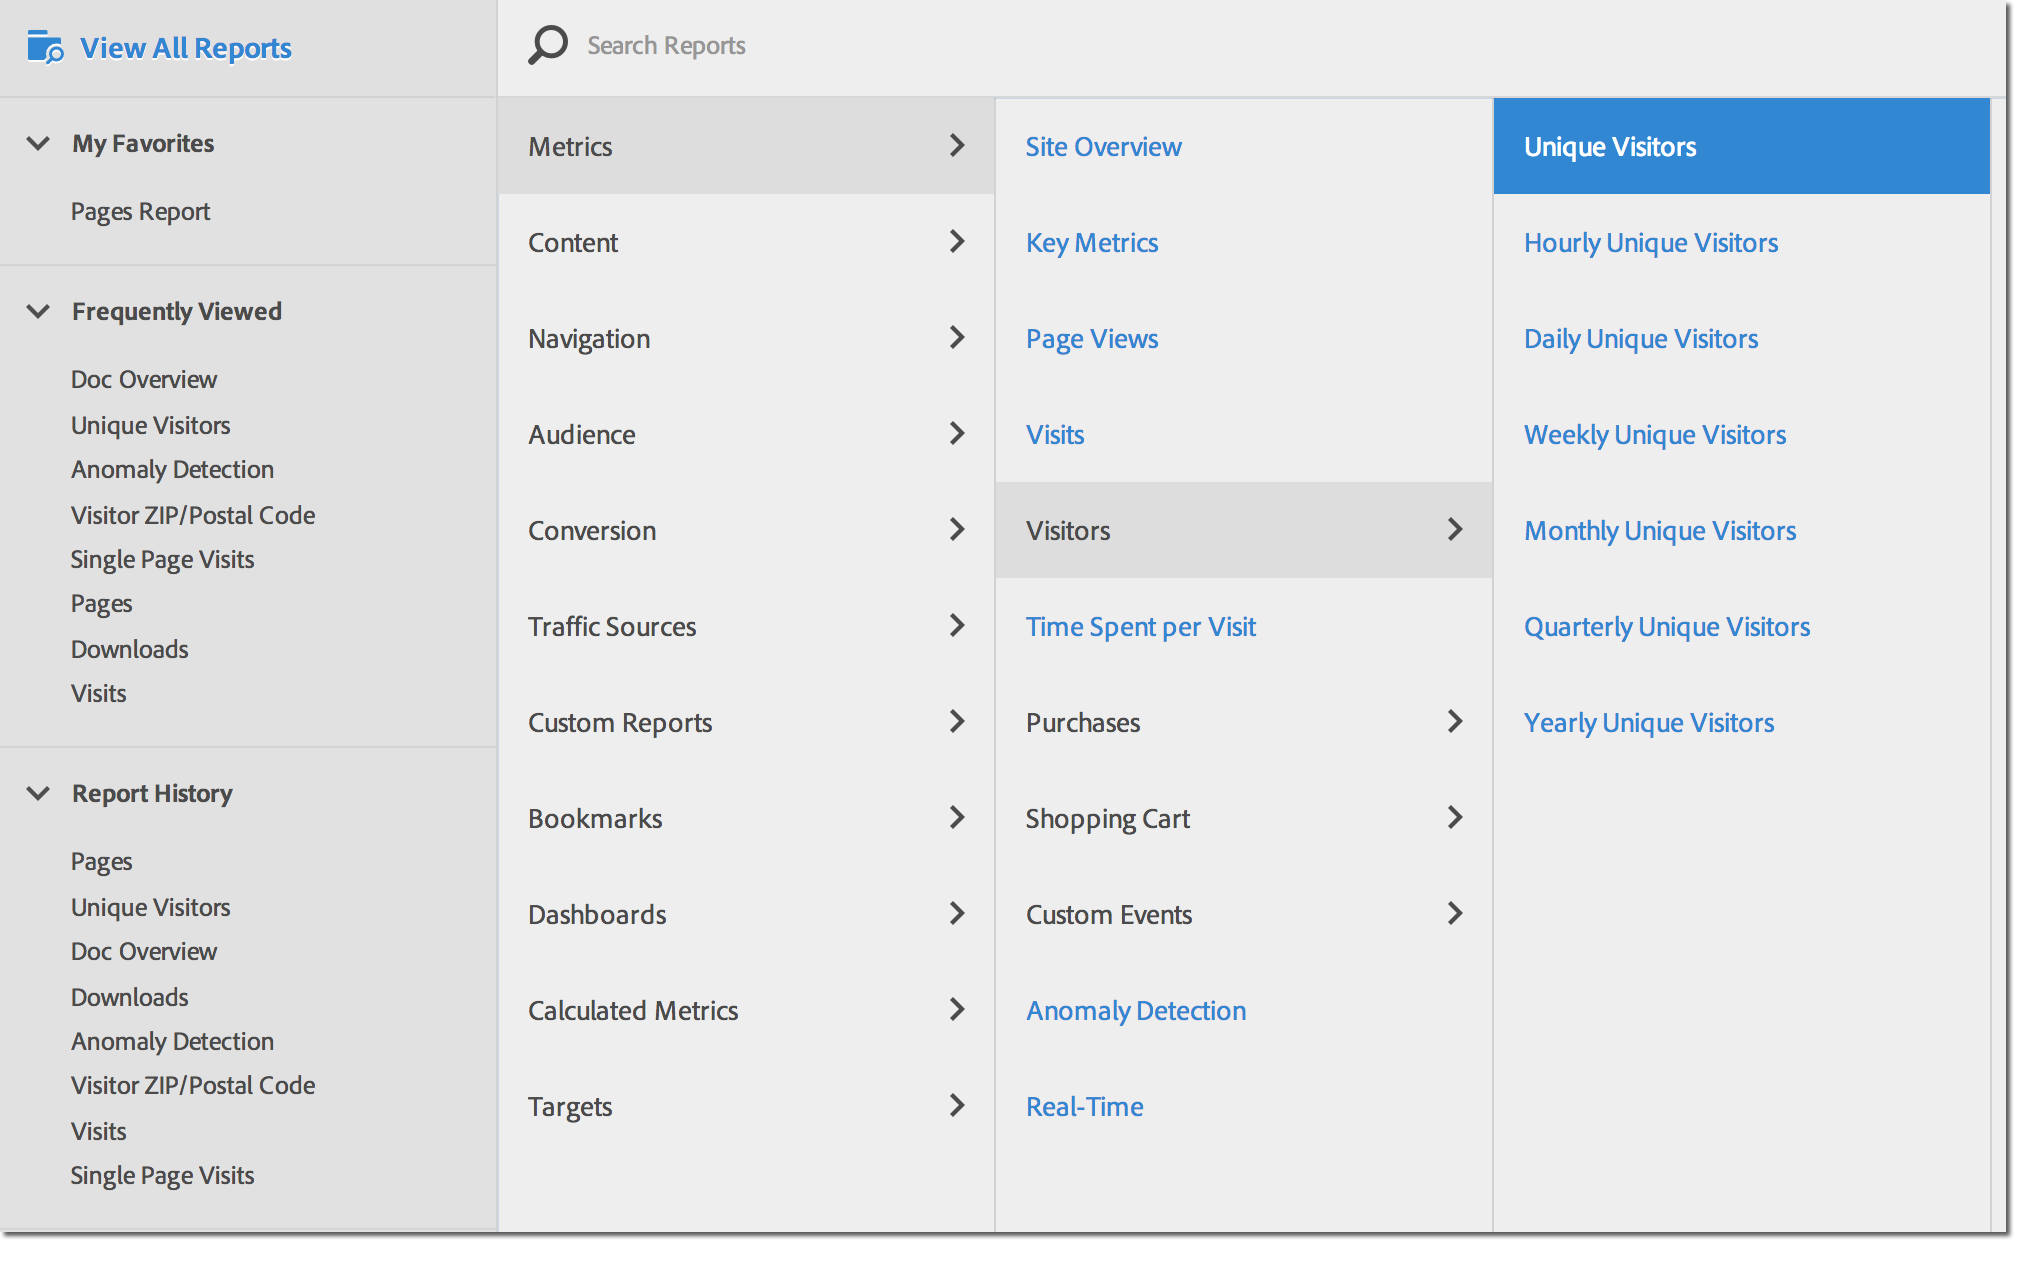 View All Reports
Search Reports
My Favorites
Pages Report
Frequently Viewed
Doc Overview
Unique Visitors
Anomaly Detection
Visitor ZIP/Postal Code
Single Page Visits
Pages
Downloads
Visits
Report History
Pages
Unique Visitors
Doc Overview
Downloads
Anomaly Detection
Visitor ZIP/Postal Code
Visits
Single Page Visits
Metrics
Content
Navigation
Audience
Conversion
Traffic Sources
Custom Reports
Bookmarks
Dashboards
Calculated Metrics
Targets
Site Overview
Key Metrics
Page Views
Visits
Visitors
Time Spent per Visit
Purchases
Shopping Cart
Custom Events
Anomaly Detection
Real-Time
Unique Visitors
Hourly Unique Visitors
Daily Unique Visitors
Weekly Unique Visitors
Monthly Unique Visitors
Quarterly Unique Visitors
Yearly Unique Visitors